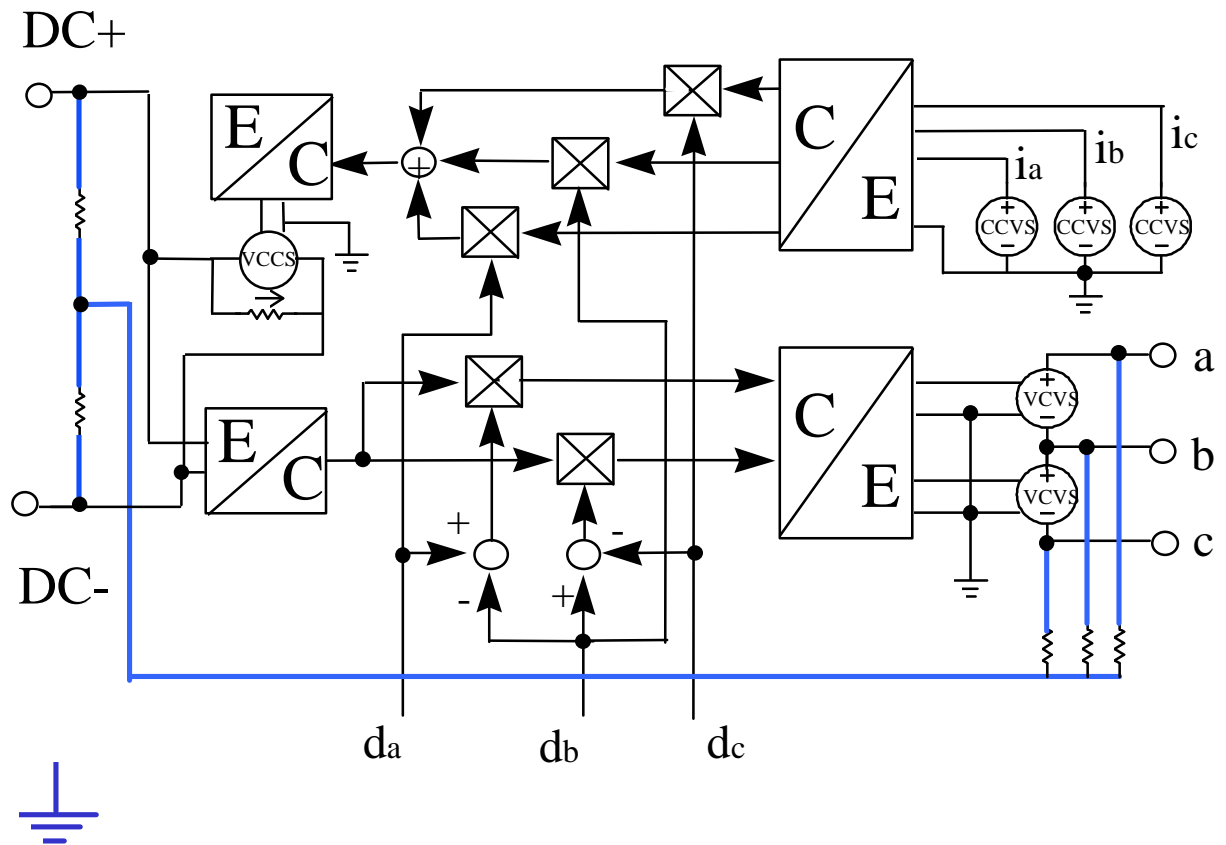 DC+
E
C
+
C
E
ic
ib
ia
+
CCVS
−
+
CCVS
−
+
CCVS
−
VCCS
E
C
C
E
+
VCVS
−
+
VCVS
−
a
b
c
+
-
-
+
DC-
da
db
dc